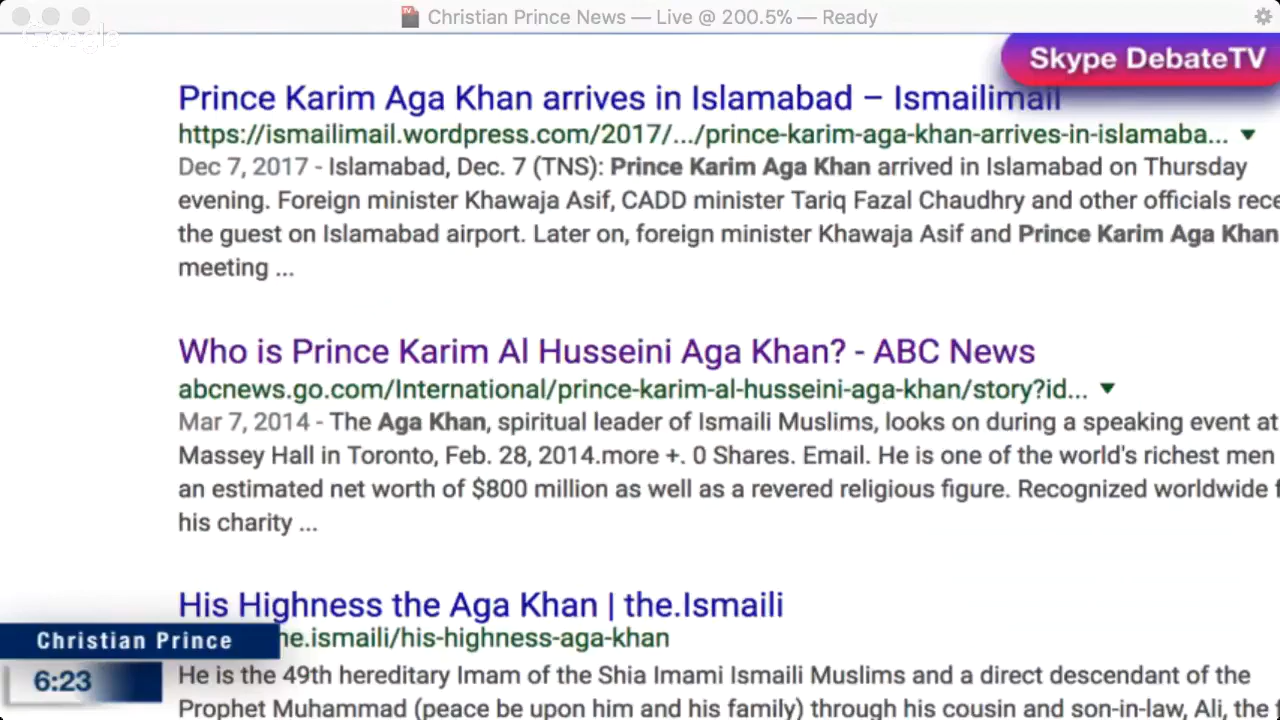 Christian Prince News — Live @ 200.5% — Ready
Google
Skype DebateTV
Prince Karim Aga Khan arrives in Islamabad – Ismailimail
https://ismailimail.wordpress.com/2017/.../prince-karim-aga-khan-arrives-in-islamaba...
Dec 7, 2017 - Islamabad, Dec. 7 (TNS): Prince Karim Aga Khan arrived in Islamabad on Thursday
evening. Foreign minister Khawaja Asif, CADD minister Tariq Fazal Chaudhry and other officials rece
the guest on Islamabad airport. Later on, foreign minister Khawaja Asif and Prince Karim Aga Khan
meeting ...
Who is Prince Karim Al Husseini Aga Khan? - ABC News
abcnews.go.com/International/prince-karim-al-husseini-aga-khan/story?id...
Mar 7, 2014 - The Aga Khan, spiritual leader of Ismaili Muslims, looks on during a speaking event at
Massey Hall in Toronto, Feb. 28, 2014.more +. 0 Shares. Email. He is one of the world's richest men
an estimated net worth of $800 million as well as a revered religious figure. Recognized worldwide f
his charity ...
His Highness the Aga Khan | the.Ismaili
he.ismaili/his-highness-aga-khan
Christian Prince
6:23
He is the 49th hereditary Imam of the Shia Imami Ismaili Muslims and a direct descendant of the
Prophet Muhammad (peace be upon him and his family) through his cousin and son-in-law, Ali, the